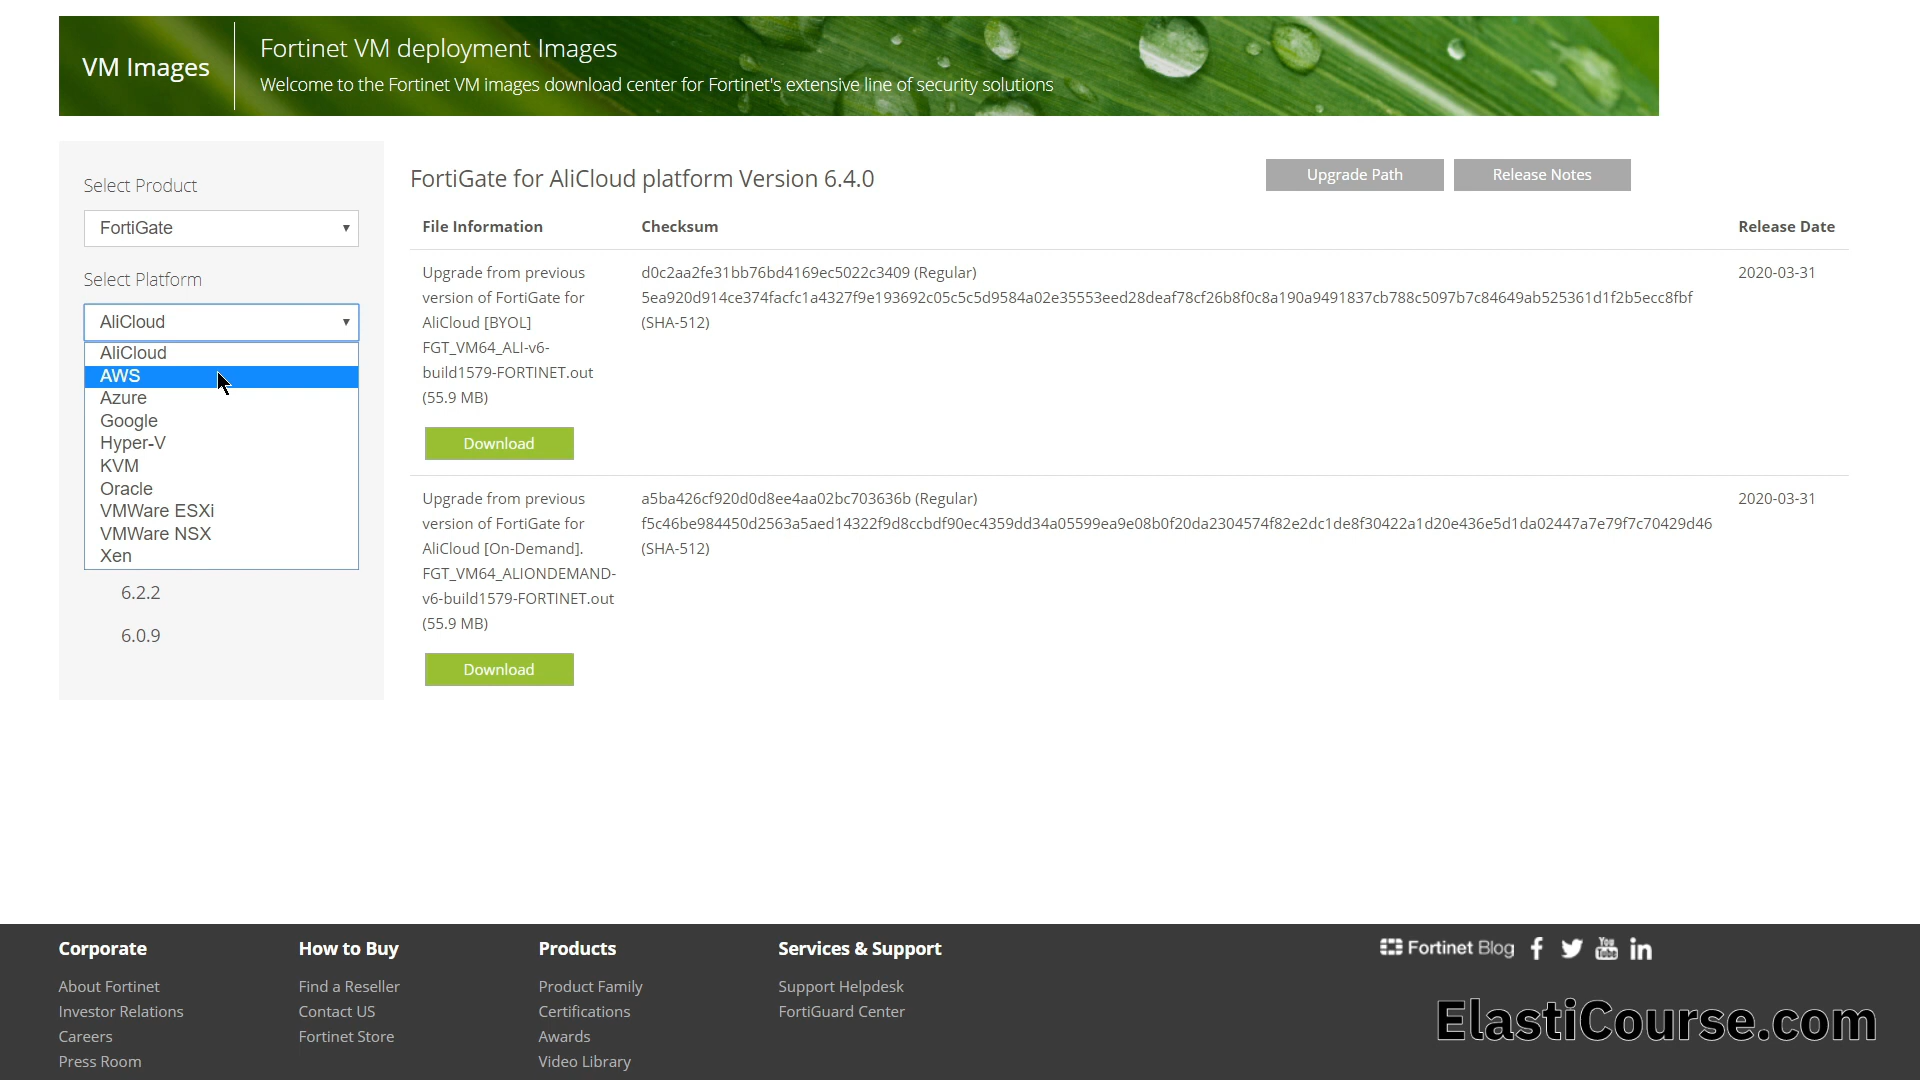 VM Images
Fortinet VM deployment Images
Welcome to the Fortinet VM images download center for Fortinet's extensive line of security solutions
Select Product
FortiGate
Select Platform
AliCloud
AliCloud
AWS
Azure
Google
Hyper-V
KVM
Oracle
VMWare ESXi
VMWare NSX
Xen
6.2.2
6.0.9
FortiGate for AliCloud platform Version 6.4.0
Upgrade Path
Release Notes
File Information
Checksum
Release Date
Upgrade from previous
version of FortiGate for
AliCloud [BYOL]
FGT_VM64_ALI-v6-
build1579-FORTINET.out
(55.9 MB)
d0c2aa2fe31bb76bd4169ec5022c3409 (Regular)
5ea920d914ce374facfc1a4327f9e193692c05c5c5d9584a02e35553eed28deaf78cf26b8f0c8a190a9491837cb788c5097b7c84649ab525361d1f2b5ecc8fbf
(SHA-512)
2020-03-31
Download
Upgrade from previous
version of FortiGate for
AliCloud [On-Demand].
FGT_VM64_ALIONDEMAND-
v6-build1579-FORTINET.out
(55.9 MB)
a5ba426cf920d0d8ee4aa02bc703636b (Regular)
f5c46be984450d2563a5aed14322f9d8ccbdf90ec4359dd34a05599ea9e08b0f20da2304574f82e2dc1de8f30422a1d20e436e5d1da02447a7e79f7c70429d46
(SHA-512)
2020-03-31
Download
Corporate
About Fortinet
Investor Relations
Careers
Press Room
How to Buy
Find a Reseller
Contact US
Fortinet Store
Products
Product Family
Certifications
Awards
Video Library
Services & Support
Support Helpdesk
FortiGuard Center
Fortinet Blog
You Tube
in
ElastiCourse.com